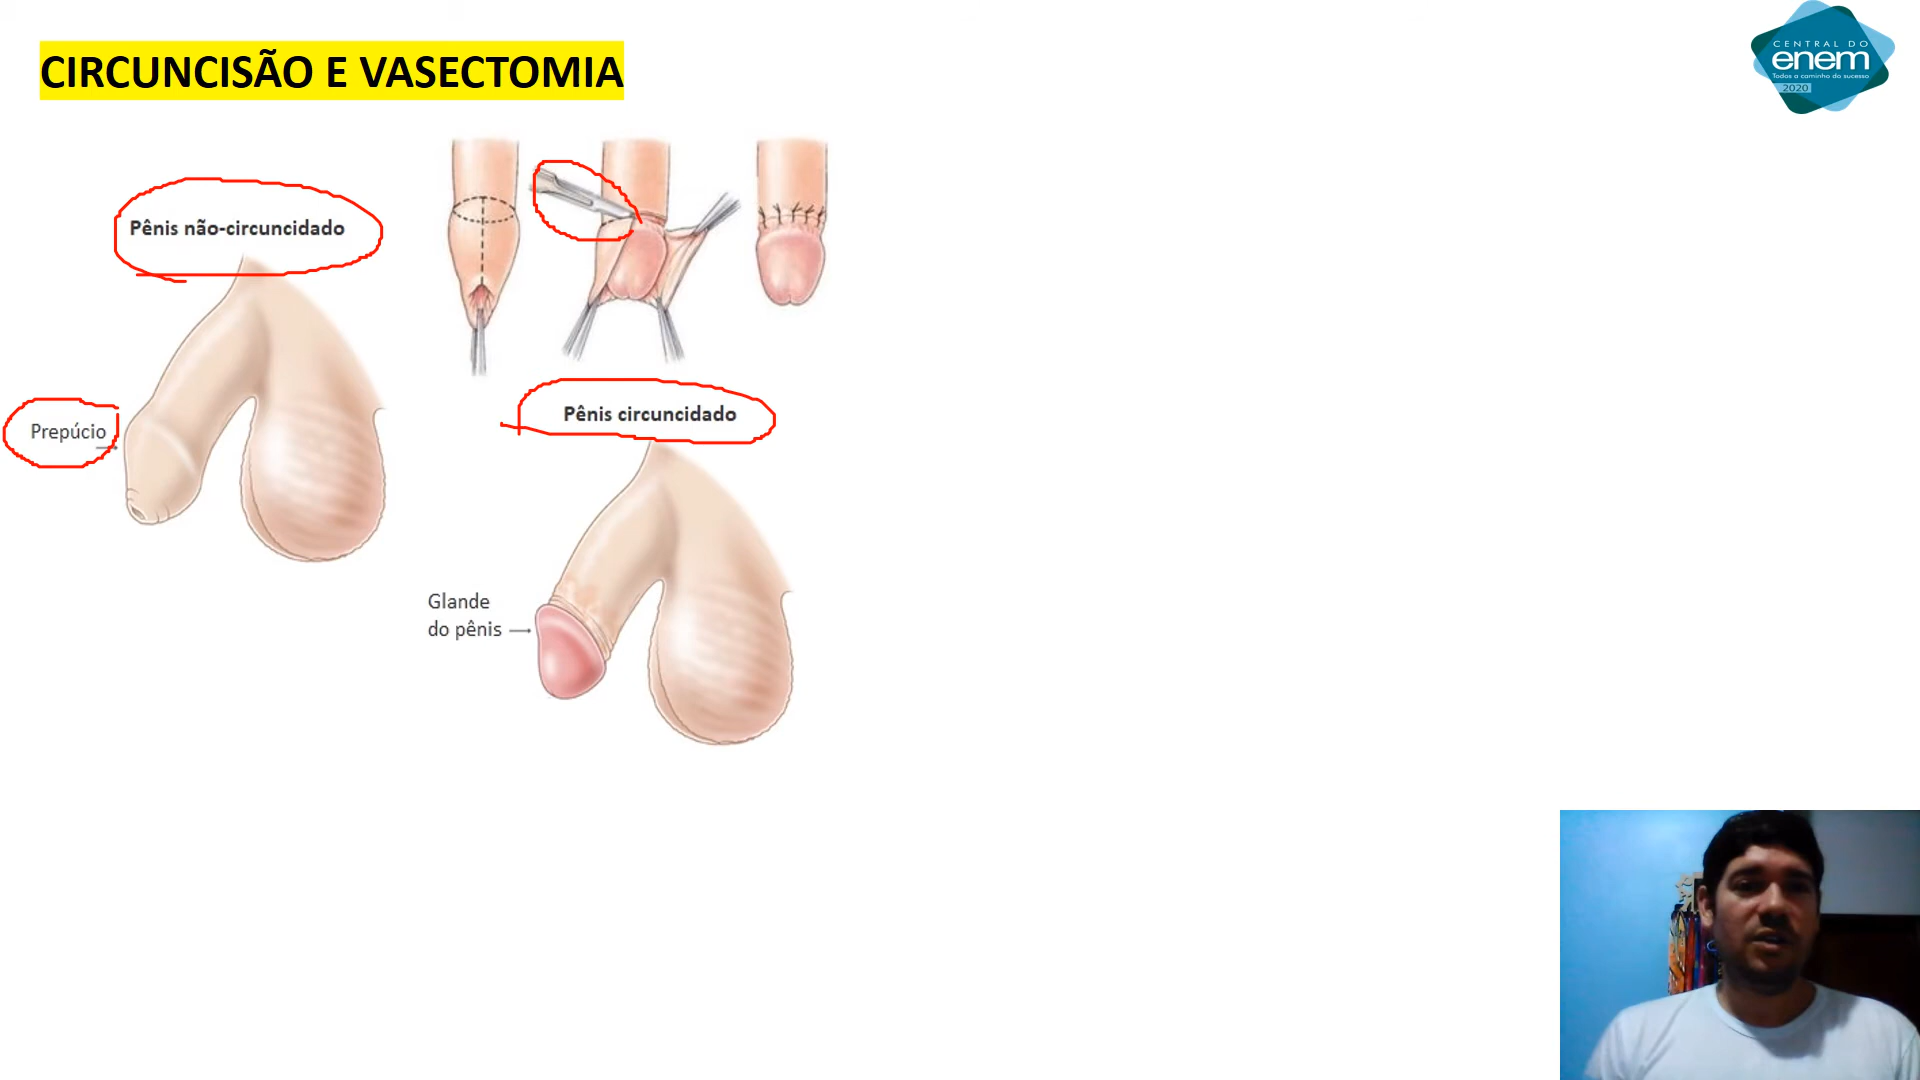 CIRCUNCISÃO E VASECTOMIA
CENTRAL DO
enem
Todos a caminho do sucesso
2020
Pênis não-circuncidado
Prepúcio
Pênis circuncidado
Glande
do pênis